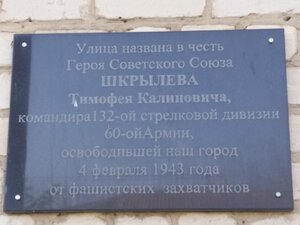 Улица названа в честь
Героя Советского Союза
ШКРЫЛЕВА
Тимофея Калиновича,
командира132-ой стрелковой дивизии
60-ойАрмии,
освободившей наш город
4 февраля 1943 года
от фашистских захватчиков